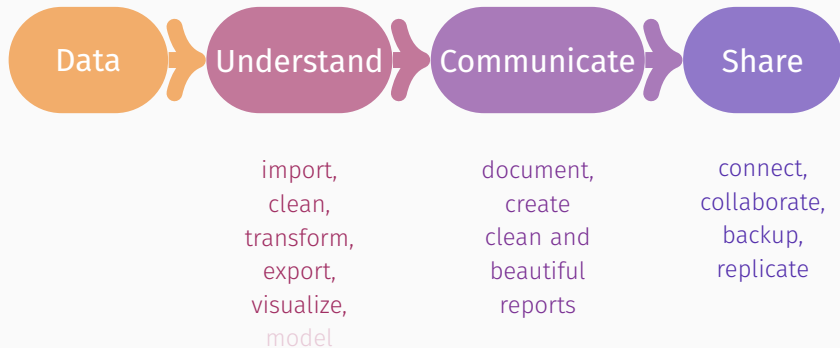 Data
Understand
Communicate
Share
import,
clean,
transform,
export,
visualize,
model
document,
create
clean and
beautiful
reports
connect,
collaborate,
backup,
replicate